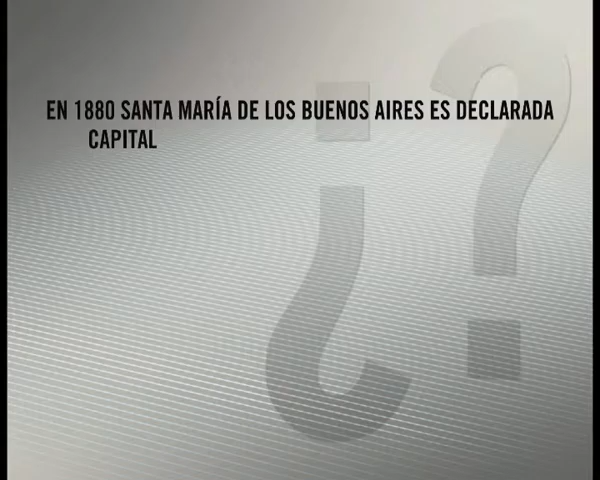 EN 1880 SANTA MARÍA DE LOS BUENOS AIRES ES DECLARADA
CAPITAL
¿?